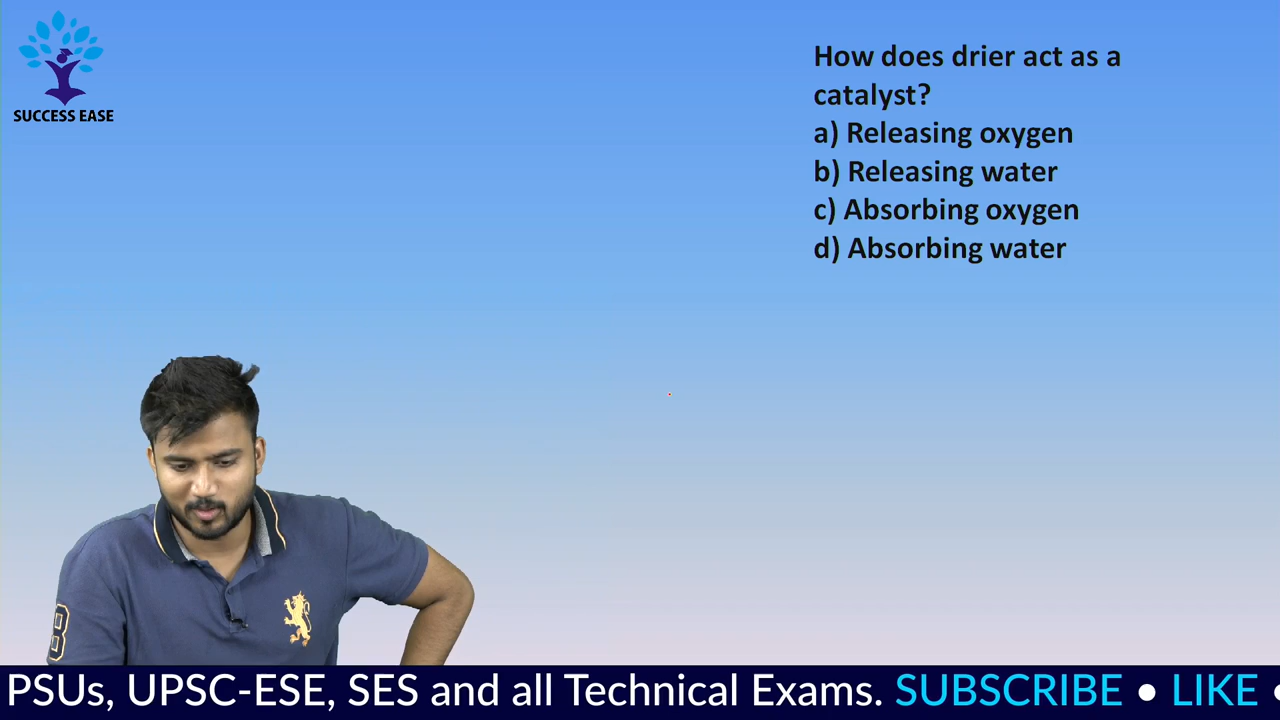 SUCCESS EASE
How does drier act as a
catalyst?
a) Releasing oxygen
b) Releasing water
c) Absorbing oxygen
d) Absorbing water
B
PSUs, UPSC-ESE, SES and all Technical Exams. SUBSCRIBE ● LIKE